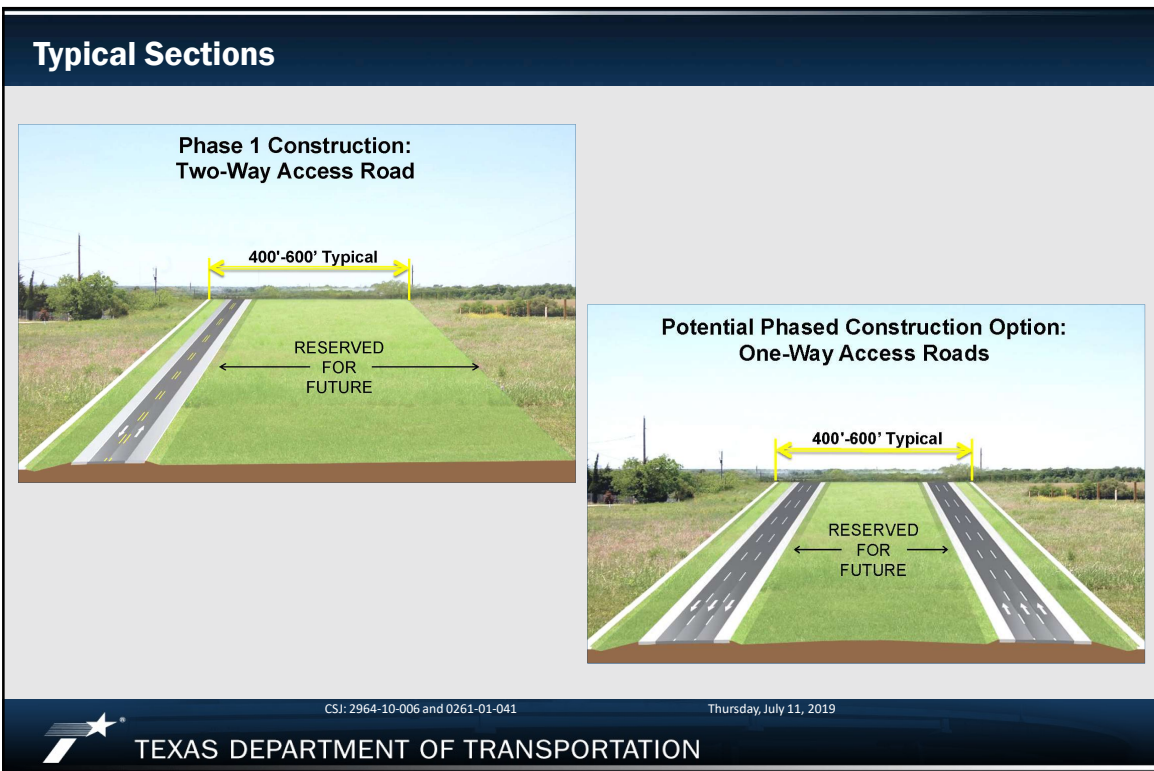 Typical Sections
Phase 1 Construction:
Two-Way Access Road
400'-600’ Typical
RESERVED
FOR
FUTURE
Potential Phased Construction Option:
One-Way Access Roads
400'-600’ Typical
RESERVED
FOR
FUTURE
CSJ: 2964-10-006 and 0261-01-041
Thursday, July 11, 2019
TEXAS DEPARTMENT OF TRANSPORTATION